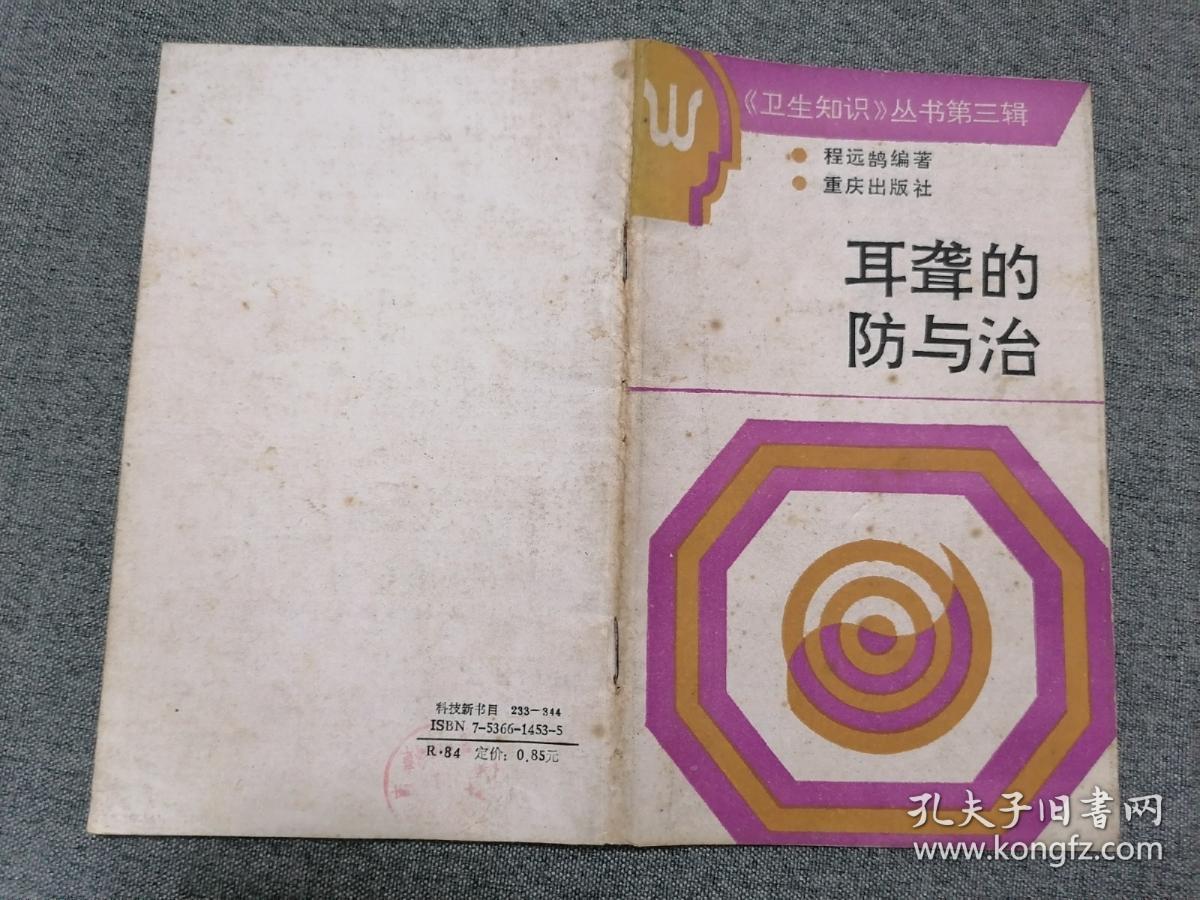 《卫生知识》丛书第三辑
程远鹄编著
重庆出版社
耳聋的
防与治
科技新书目 233-344
ISBN 7-5366-1453-5
R·84 定价: 0.85元
孔夫子旧书网
www.kongfz.com